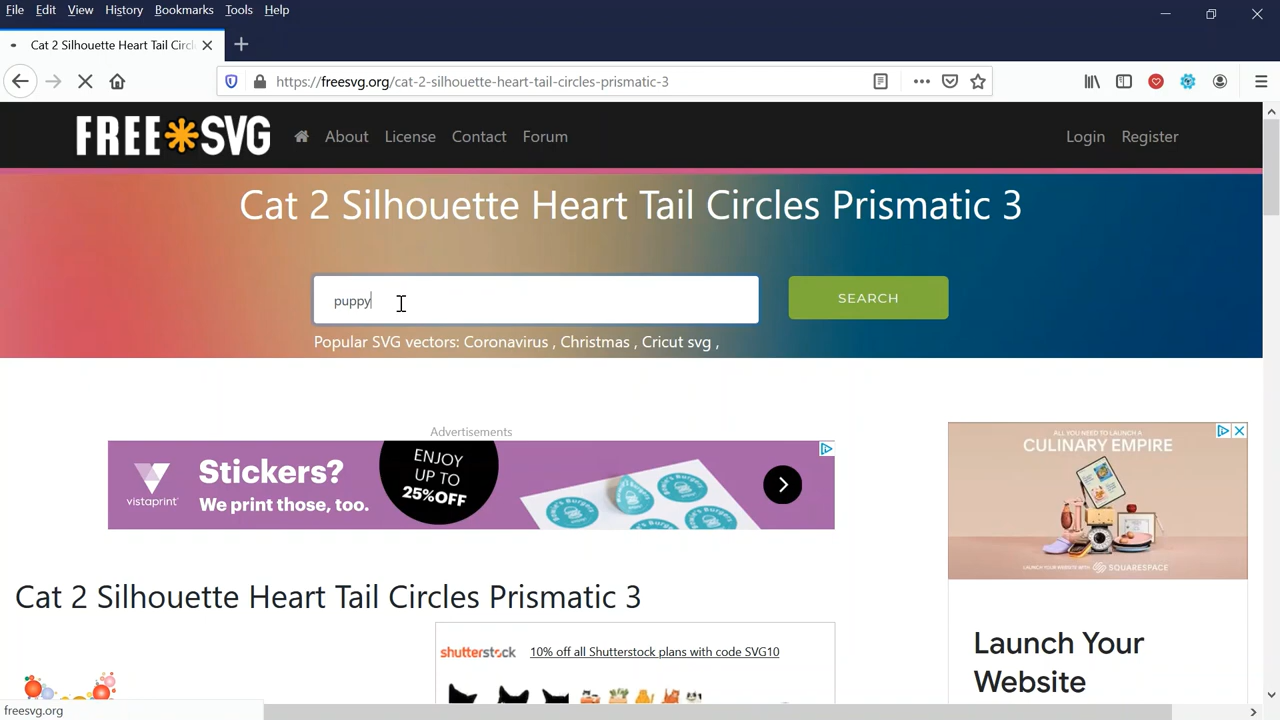 File Edit View History Bookmarks Tools Help
Cat 2 Silhouette Heart Tail Circl
https://freesvg.org/cat-2-silhouette-heart-tail-circles-prismatic-3
FREE SVG About License Contact Forum Login Register
Cat 2 Silhouette Heart Tail Circles Prismatic 3
puppy
SEARCH
Popular SVG vectors: Coronavirus , Christmas , Cricut svg ,
Advertisements
vistaprint
Stickers?
We print those, too.
ENJOY
UP TO
25%OFF
ALL YOU NEED TO LAUNCH A
CULINARY EMPIRE
LAUNCH YOUR WEBSITE WITH SQUARESPACE
Cat 2 Silhouette Heart Tail Circles Prismatic 3
shutterstock 10% off all Shutterstock plans with code SVG10
Launch Your
Website
freesvg.org